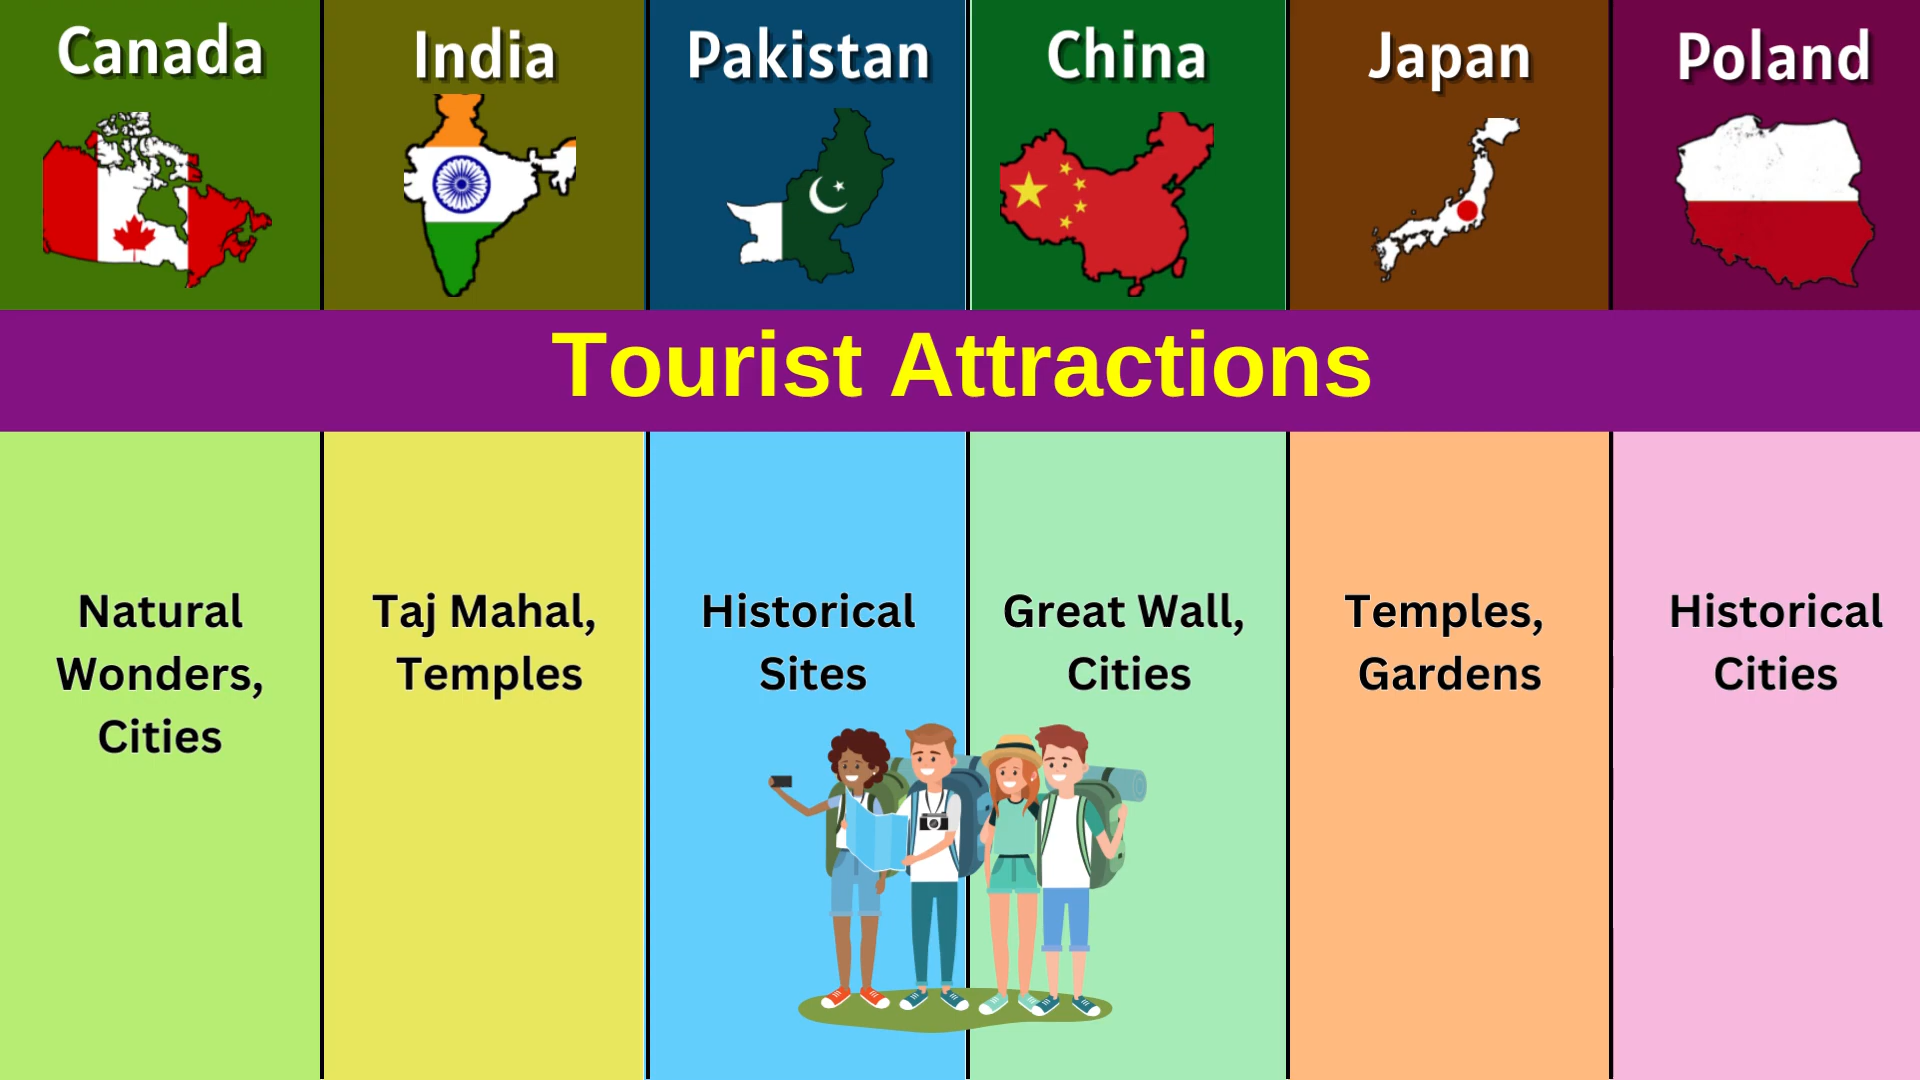 Canada
India
Pakistan
China
Japan
Poland
Tourist Attractions
Natural
Wonders,
Cities
Taj Mahal,
Temples
Historical
Sites
Great Wall,
Cities
Temples,
Gardens
Historical
Cities